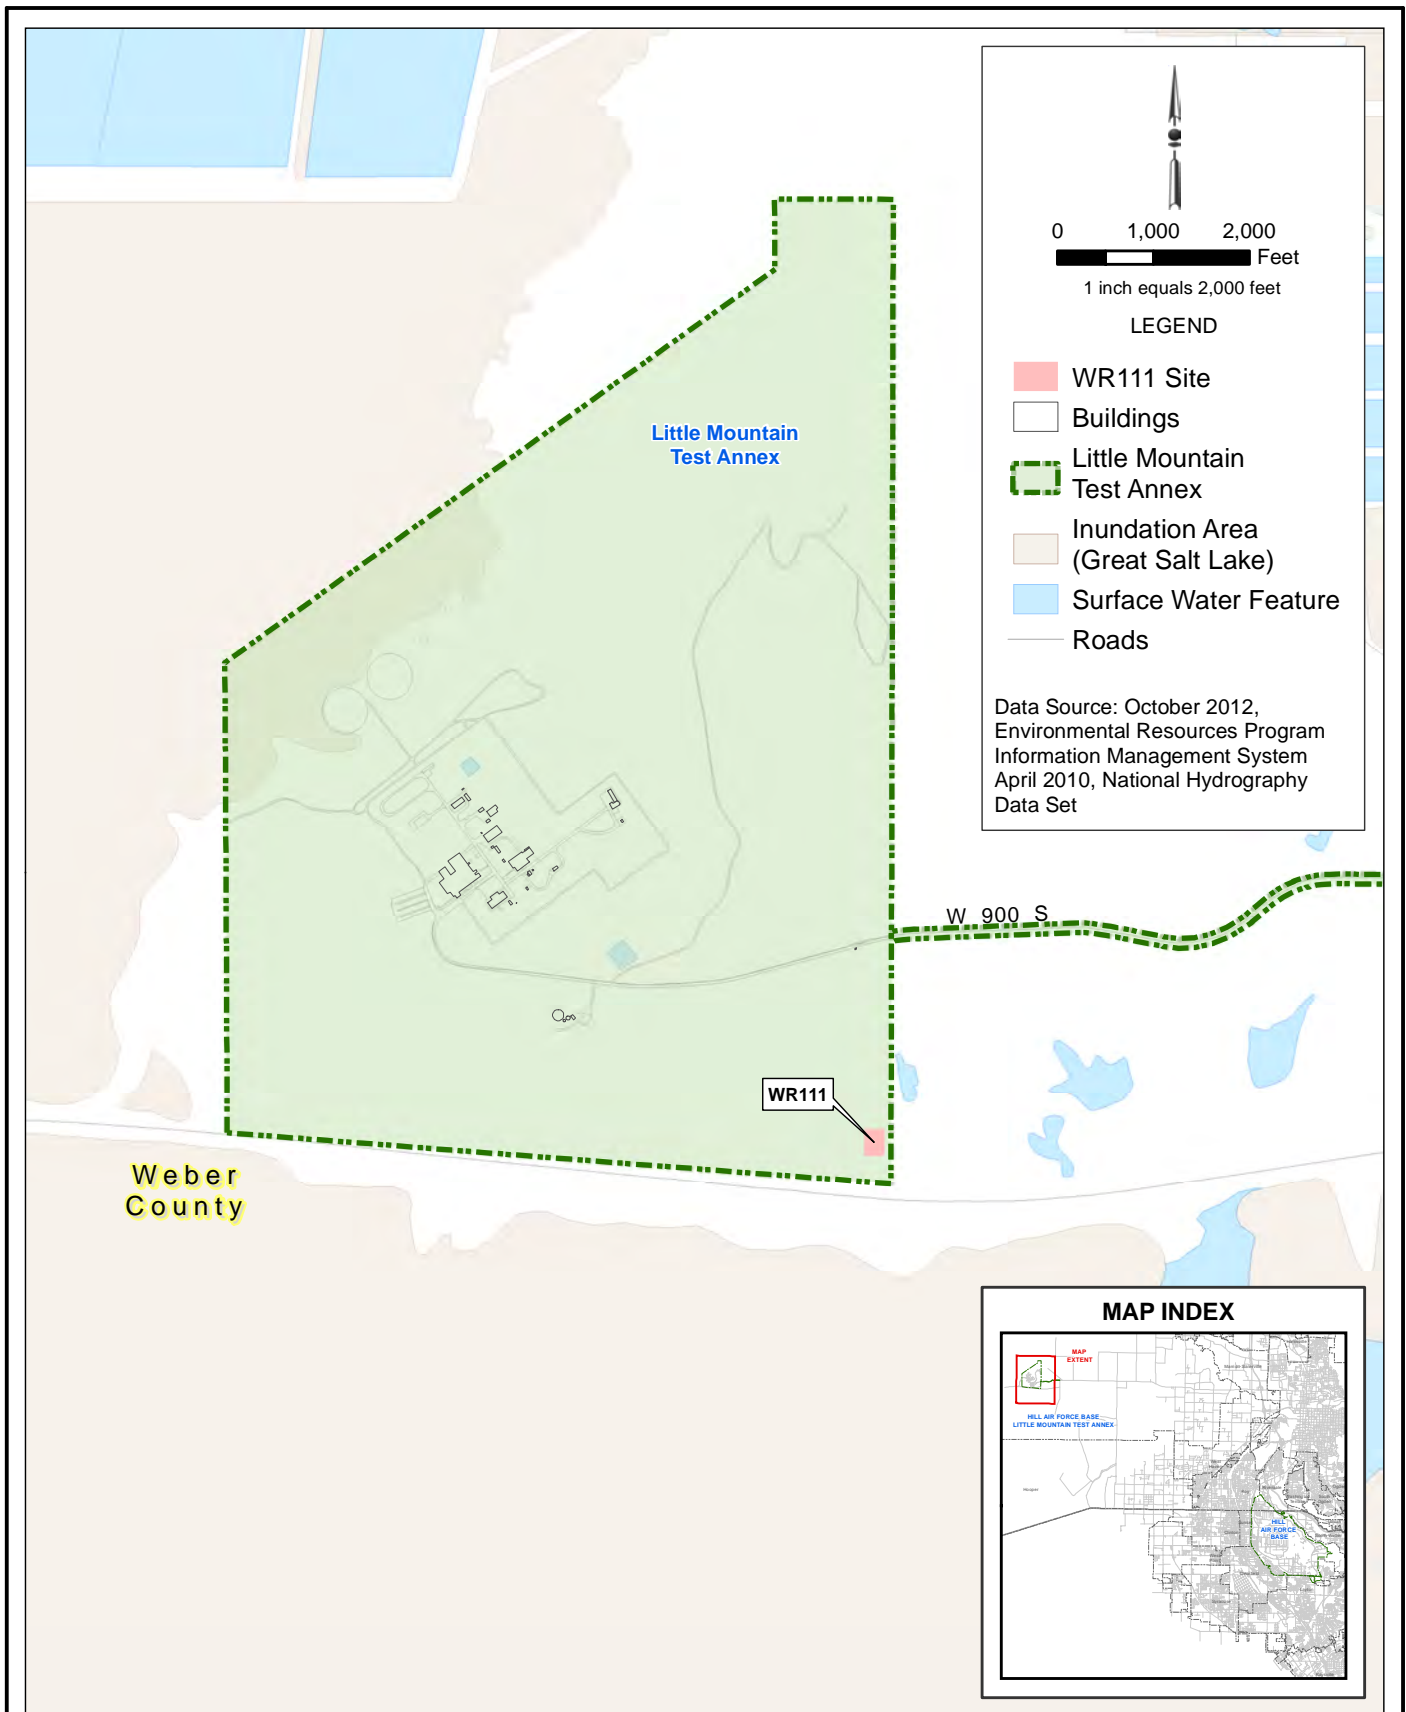 0 1,000 2,000
Feet
1 inch equals 2,000 feet
LEGEND
WR111 Site
Buildings
Little Mountain
Test Annex
Inundation Area
(Great Salt Lake)
Surface Water Feature
Roads
Data Source: October 2012,
Environmental Resources Program
Information Management System
April 2010, National Hydrography
Data Set
Little Mountain
Test Annex
W 900 S
WR111
Weber
County
MAP INDEX
MAP
EXTENT
HILL AIR FORCE BASE
LITTLE MOUNTAIN TEST ANNEX
Hooper
HILL
AIR FORCE
BASE